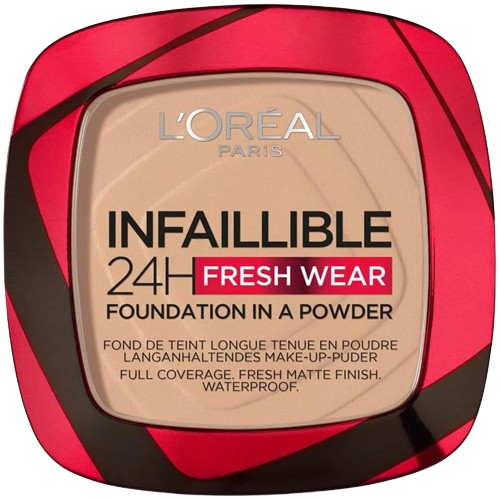 L'ORÉAL
PARIS
INFAILLIBLE
24H FRESH WEAR
FOUNDATION IN A POWDER
FOND DE TEINT LONGUE TENUE EN POUDRE
LANGANHALTENDES MAKE-UP-PUDER
FULL COVERAGE. FRESH MATTE FINISH.
WATERPROOF.